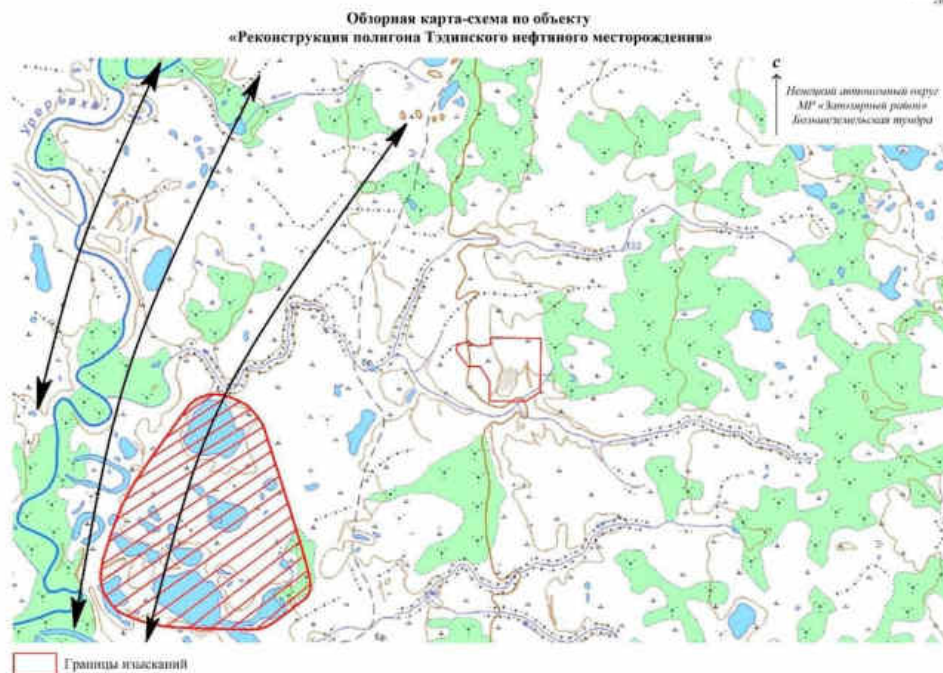 Обзорная карта-схема по объекту
«Реконструкция полигона Тэдинского нефтяного месторождения»
с
Ненецкий автономный округ
МР «Заполярный район»
Большеземельская тундра
Границы изысканий